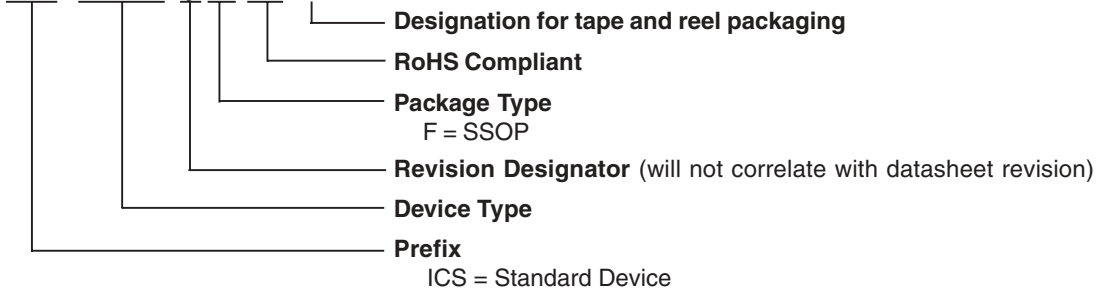 Designation for tape and reel packaging
RoHS Compliant
Package Type
F = SSOP
Revision Designator (will not correlate with datasheet revision)
Device Type
Prefix
ICS = Standard Device